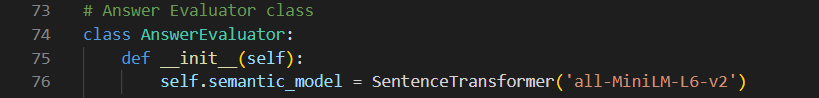 73 # Answer Evaluator class
74 class AnswerEvaluator:
75     def __init__(self):
76         self.semantic_model = SentenceTransformer('all-MiniLM-L6-v2')